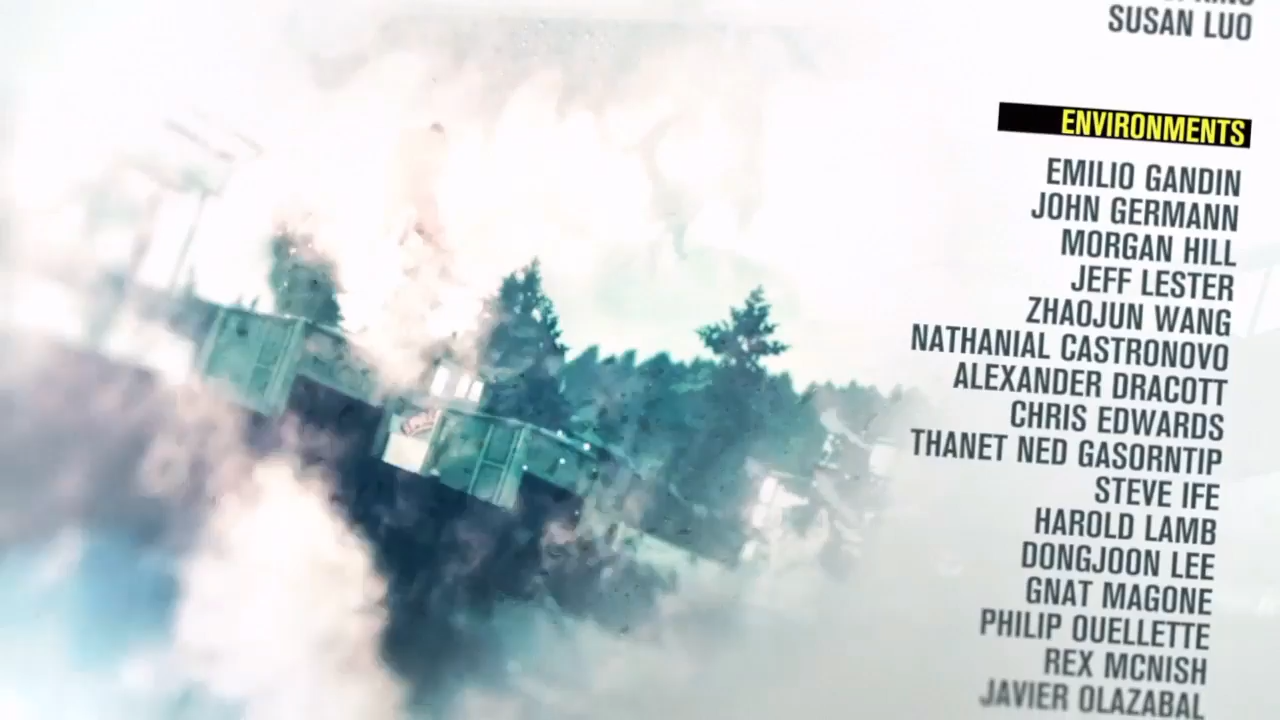 SUSAN LUO
ENVIRONMENTS
EMILIO GANDIN
JOHN GERMANN
MORGAN HILL
JEFF LESTER
ZHAOJUN WANG
NATHANIAL CASTRONOVO
ALEXANDER DRACOTT
CHRIS EDWARDS
THANET NED GASORNTIP
STEVE IFE
HAROLD LAMB
DONGJOON LEE
GNAT MAGONE
PHILIP OUELLETTE
REX MCNISH
JAVIER OLAZABAL